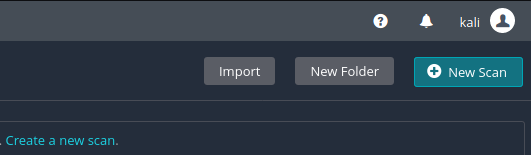 kali
Import New Folder New Scan
. Create a new scan.